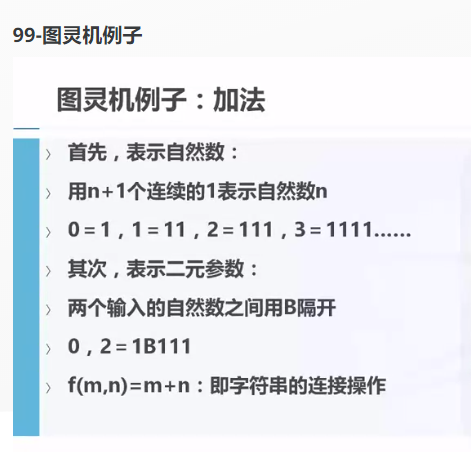 99-图灵机例子
图灵机例子：加法
首先，表示自然数：
用n+1个连续的1表示自然数n
0＝1，1＝11，2＝111，3＝1111……
其次，表示二元参数：
两个输入的自然数之间用B隔开
0，2＝1B111
f(m,n)=m+n：即字符串的连接操作